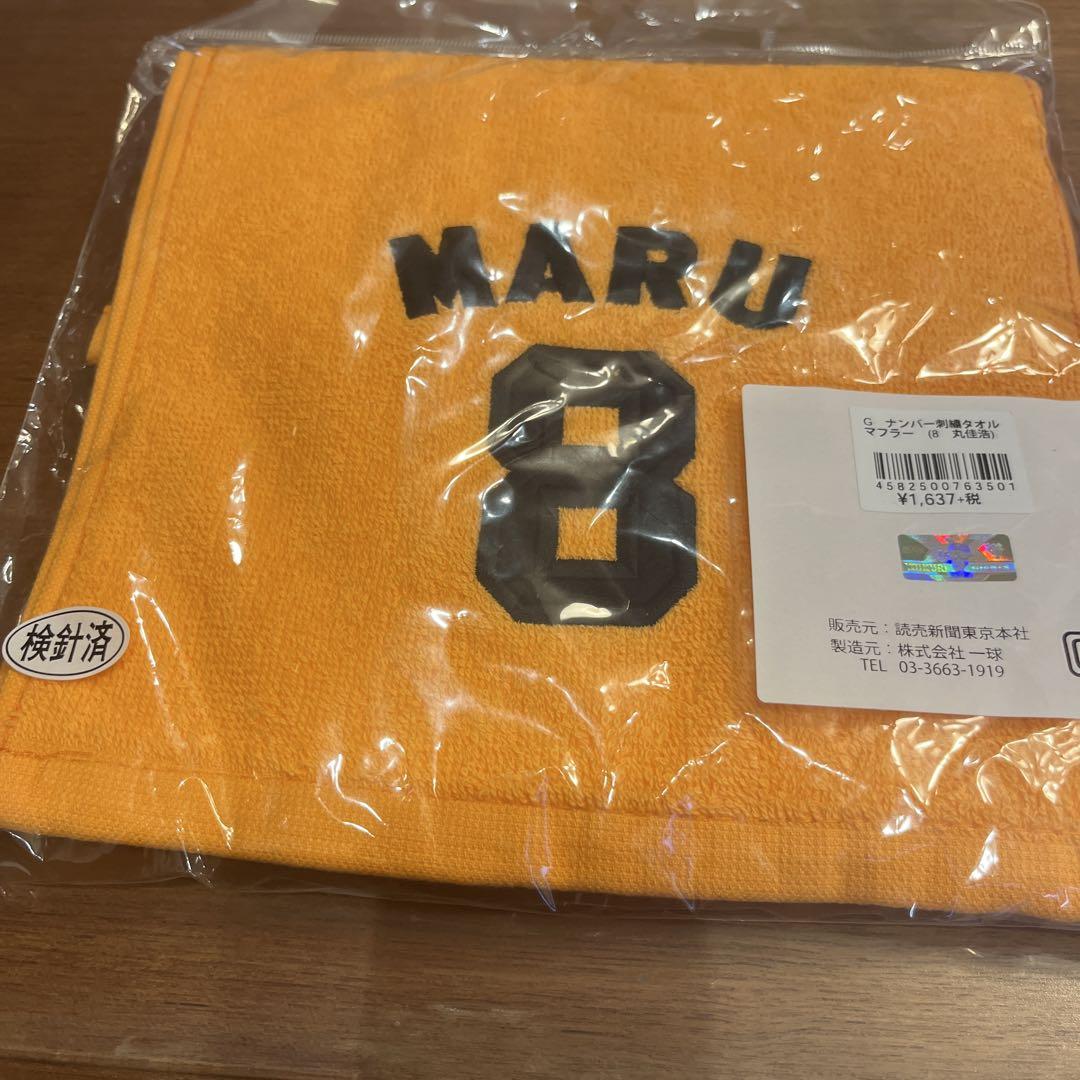 MARU
8
G ナンバー刺繍タオル
マフラー (8 丸佳浩)
4582500763501
¥1,637+税
販売元：読売新聞東京本社
製造元：株式会社 一球
TEL 03-3663-1919
検針済